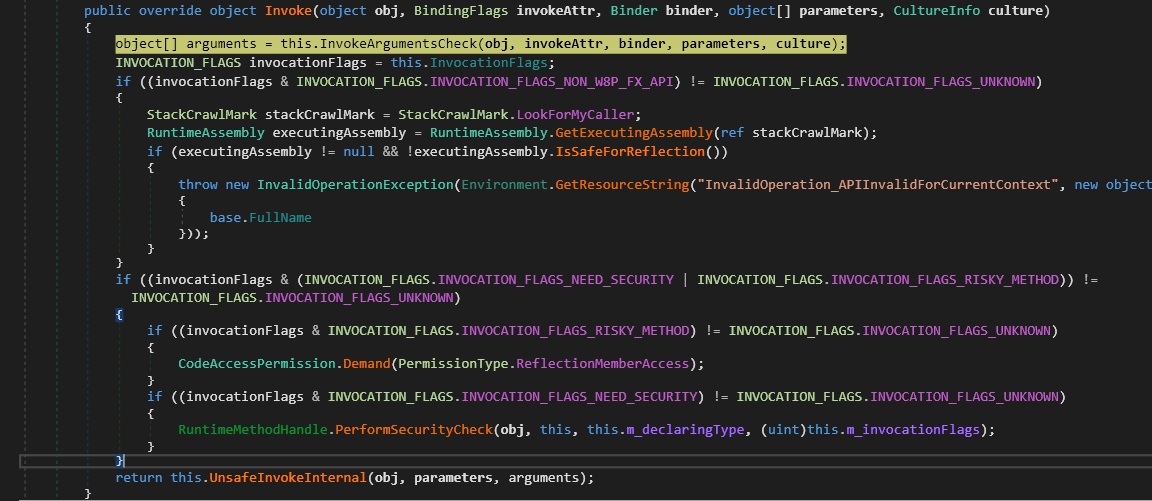 public override object Invoke(object obj, BindingFlags invokeAttr, Binder binder, object[] parameters, CultureInfo culture)
{
object[] arguments = this.InvokeArgumentsCheck(obj, invokeAttr, binder, parameters, culture);
INVOCATION_FLAGS invocationFlags = this.InvocationFlags;
if ((invocationFlags & INVOCATION_FLAGS.INVOCATION_FLAGS_NON_W8P_FX_API) != INVOCATION_FLAGS.INVOCATION_FLAGS_UNKNOWN)
{
StackCrawlMark stackCrawlMark = StackCrawlMark.LookForMyCaller;
RuntimeAssembly executingAssembly = RuntimeAssembly.GetExecutingAssembly(ref stackCrawlMark);
if (executingAssembly != null && !executingAssembly.IsSafeForReflection())
{
throw new InvalidOperationException(Environment.GetResourceString("InvalidOperation_APIInvalidForCurrentContext", new object
{
base.FullName
}));
}
}
if ((invocationFlags & (INVOCATION_FLAGS.INVOCATION_FLAGS_NEED_SECURITY | INVOCATION_FLAGS.INVOCATION_FLAGS_RISKY_METHOD)) !=
INVOCATION_FLAGS.INVOCATION_FLAGS_UNKNOWN)
{
if ((invocationFlags & INVOCATION_FLAGS.INVOCATION_FLAGS_RISKY_METHOD) != INVOCATION_FLAGS.INVOCATION_FLAGS_UNKNOWN)
{
CodeAccessPermission.Demand(PermissionType.ReflectionMemberAccess);
}
if ((invocationFlags & INVOCATION_FLAGS.INVOCATION_FLAGS_NEED_SECURITY) != INVOCATION_FLAGS.INVOCATION_FLAGS_UNKNOWN)
{
RuntimeMethodHandle.PerformSecurityCheck(obj, this, this.m_declaringType, (uint)this.m_invocationFlags);
}
}
return this.UnsafeInvokeInternal(obj, parameters, arguments);
}